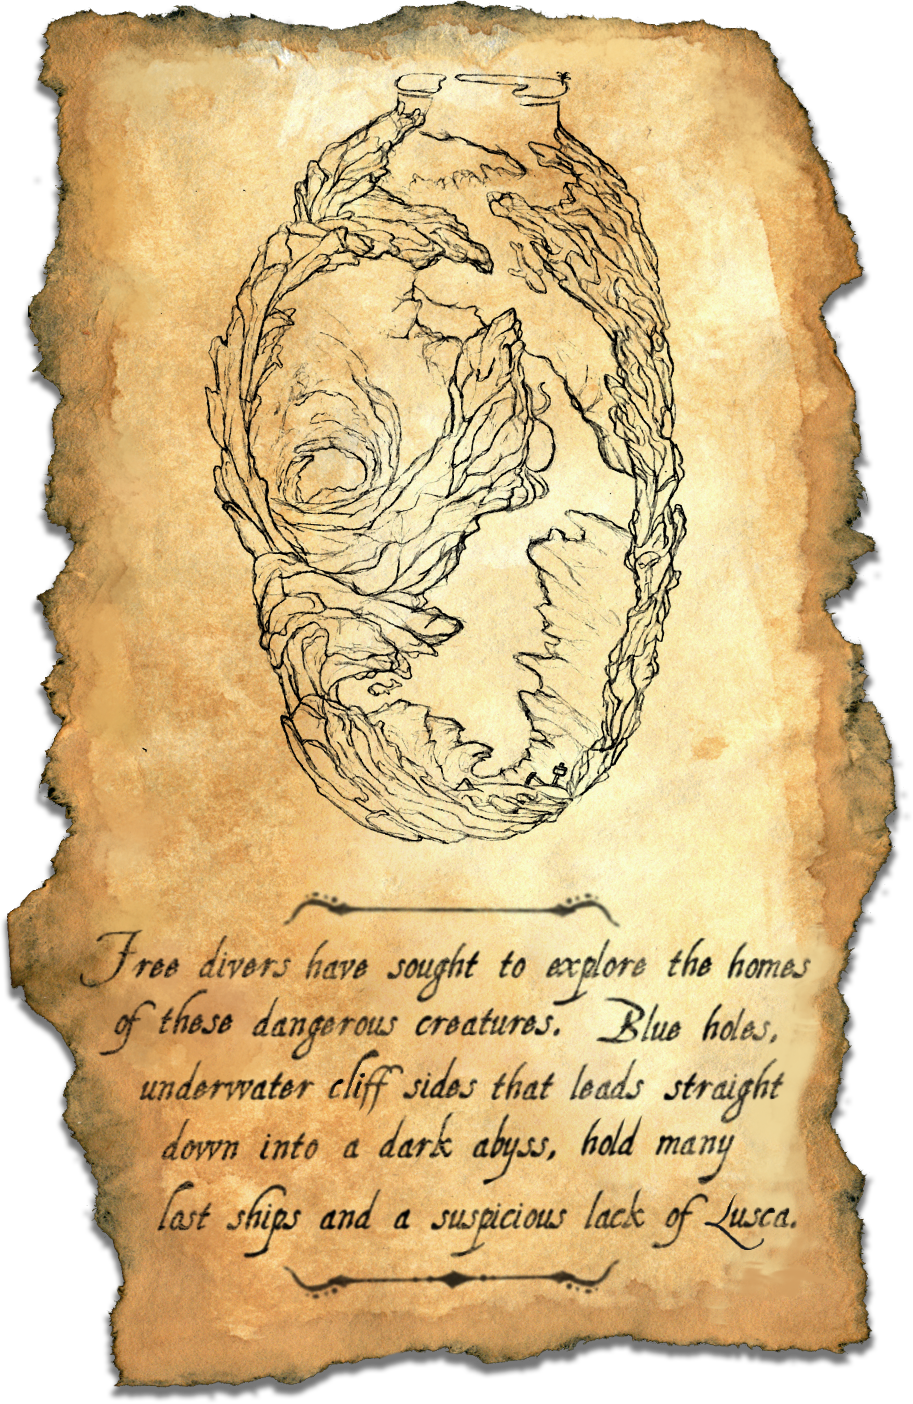 Free divers have sought to explore the homes
of these dangerous creatures. Blue holes,
underwater cliff sides that leads straight
down into a dark abyss, hold many
lost ships and a suspicious lack of Lusca.